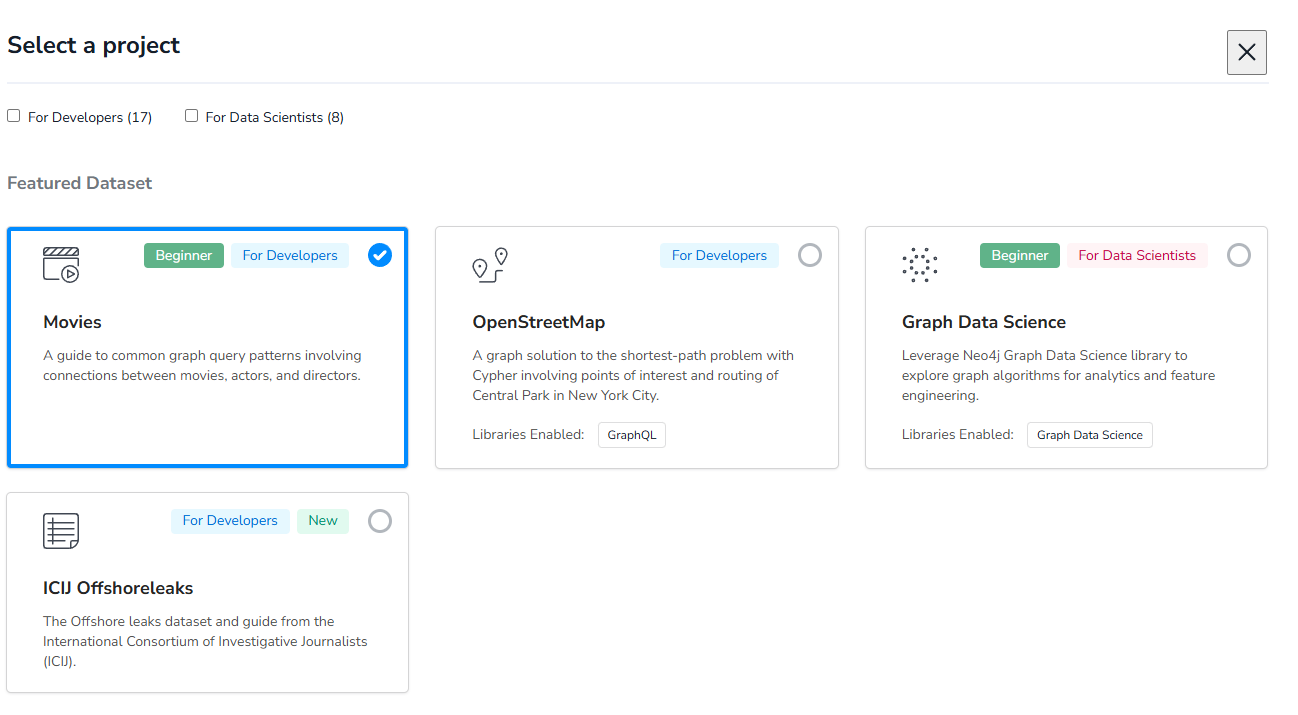 Select a project
For Developers (17)
For Data Scientists (8)
Featured Dataset
Beginner
For Developers
Movies
A guide to common graph query patterns involving
connections between movies, actors, and directors.
For Developers
OpenStreetMap
A graph solution to the shortest-path problem with
Cypher involving points of interest and routing of
Central Park in New York City.
Libraries Enabled:
GraphQL
Beginner
For Data Scientists
Graph Data Science
Leverage Neo4j Graph Data Science library to
explore graph algorithms for analytics and feature
engineering.
Libraries Enabled:
Graph Data Science
For Developers
New
ICIJ Offshoreleaks
The Offshore leaks dataset and guide from the
International Consortium of Investigative Journalists
(ICIJ).